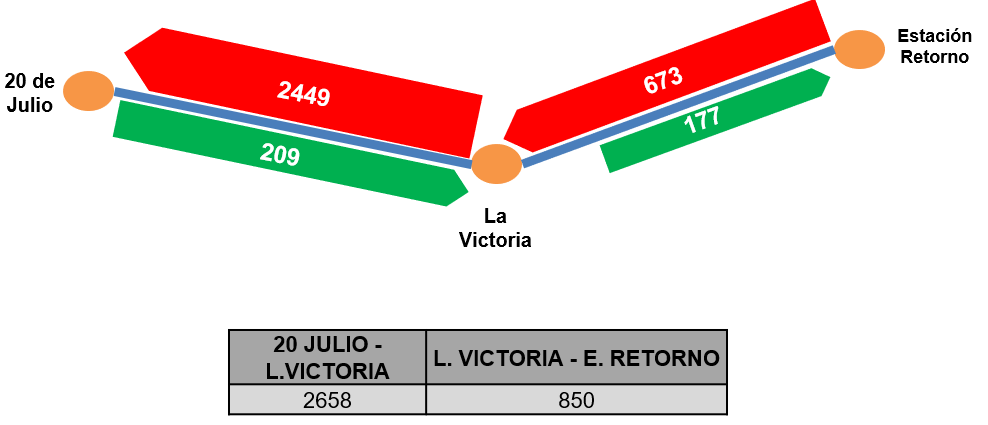 20 de
Julio
2449
209
La
Victoria
673
177
Estación
Retorno
20 JULIO -
L.VICTORIA
L. VICTORIA - E. RETORNO
2658
850